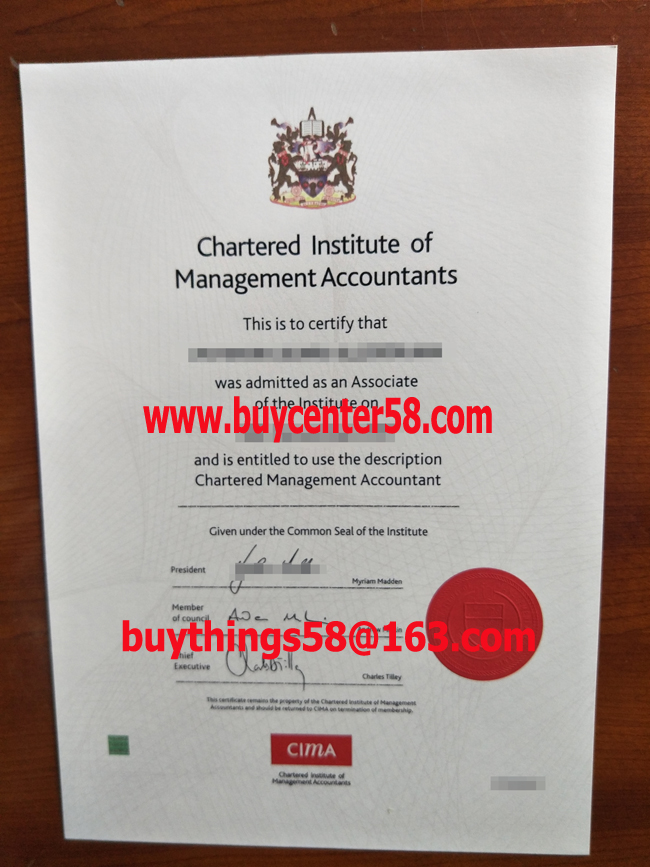 Chartered Institute of
Management Accountants
This is to certify that
was admitted as an Associate
of the Institute on
www.buycenter58.com
and is entitled to use the description
Chartered Management Accountant
Given under the Common Seal of the Institute
President
Myriam Madden
Member
of council
buythings58@163.com
Chief
Executive
Charles Tilley
This certificate remains the property of the Chartered Institute of Management
Accountants and should be returned to CIMA on termination of membership.
CIMA
Chartered Institute of
Management Accountants